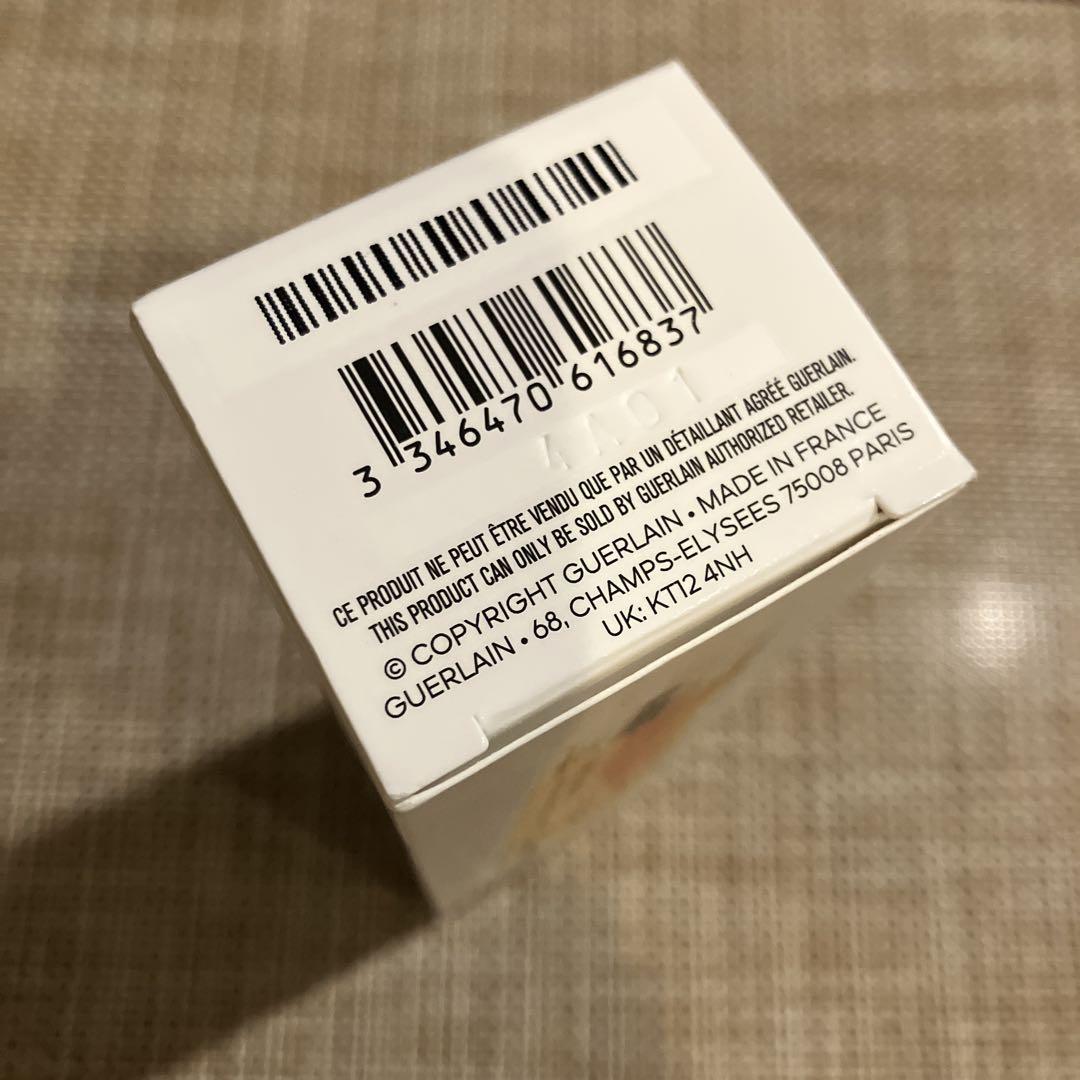 3 346470 616837
4A01
CE PRODUIT NE PEUT ÊTRE VENDU QUE PAR UN DÉTAILLANT AGRÉÉ GUERLAIN.
THIS PRODUCT CAN ONLY BE SOLD BY GUERLAIN AUTHORIZED RETAILER.
© COPYRIGHT GUERLAIN • MADE IN FRANCE
GUERLAIN • 68, CHAMPS-ELYSEES 75008 PARIS
UK: KT12 4NH